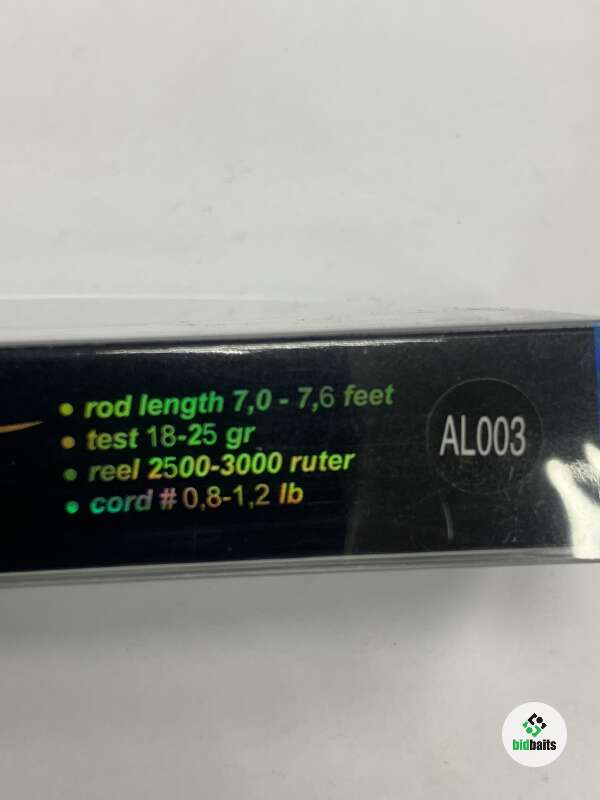 • rod length 7,0 - 7,6 feet
• test 18-25 gr
• reel 2500-3000 ruter
• cord # 0,8-1,2 lb
AL003
bidbaits